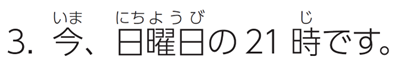 いま にちようび じ
3. 今、日曜日の 21 時です。